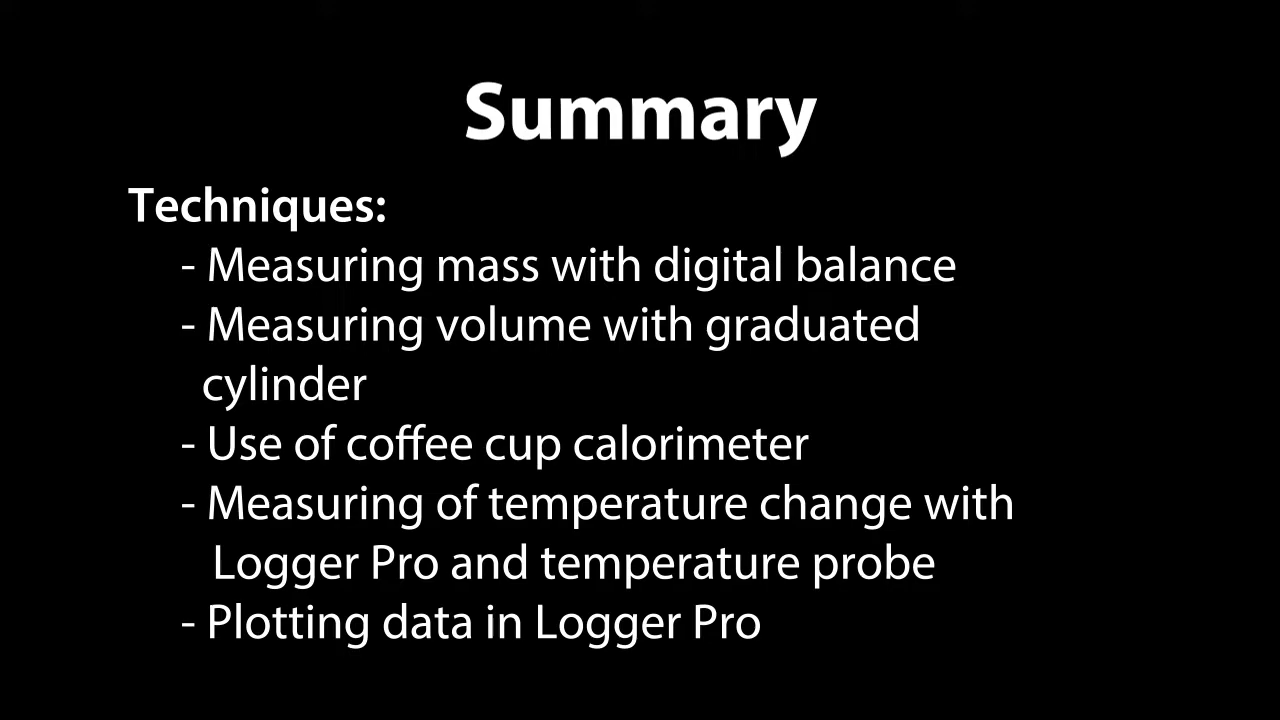 Summary
Techniques:
- Measuring mass with digital balance
- Measuring volume with graduated
cylinder
- Use of coffee cup calorimeter
- Measuring of temperature change with
Logger Pro and temperature probe
- Plotting data in Logger Pro